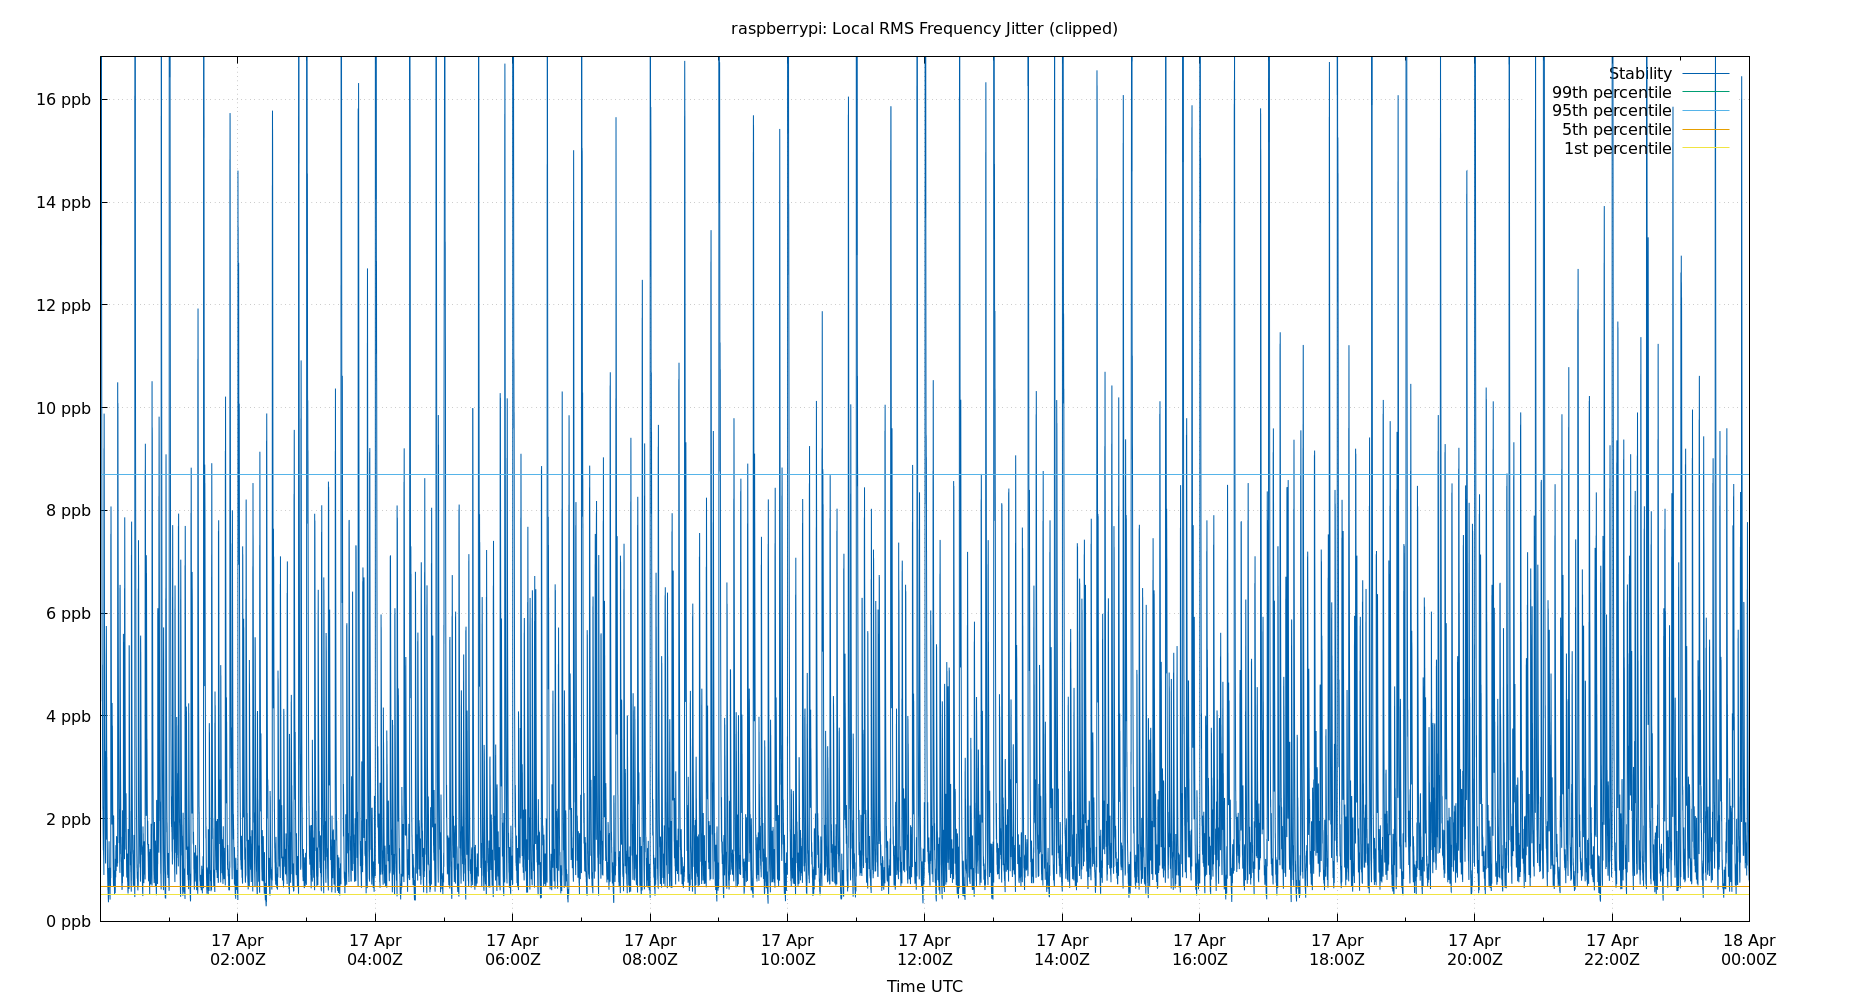 raspberrypi: Local RMS Frequency Jitter (clipped)
Stability
99th percentile
95th percentile
5th percentile
1st percentile
16 ppb
14 ppb
12 ppb
10 ppb
8 ppb
6 ppb
4 ppb
2 ppb
0 ppb
17 Apr 17 Apr 17 Apr 17 Apr 17 Apr 17 Apr 17 Apr 17 Apr 17 Apr 17 Apr 17 Apr 18 Apr
02:00Z 04:00Z 06:00Z 08:00Z 10:00Z 12:00Z 14:00Z 16:00Z 18:00Z 20:00Z 22:00Z 00:00Z
Time UTC